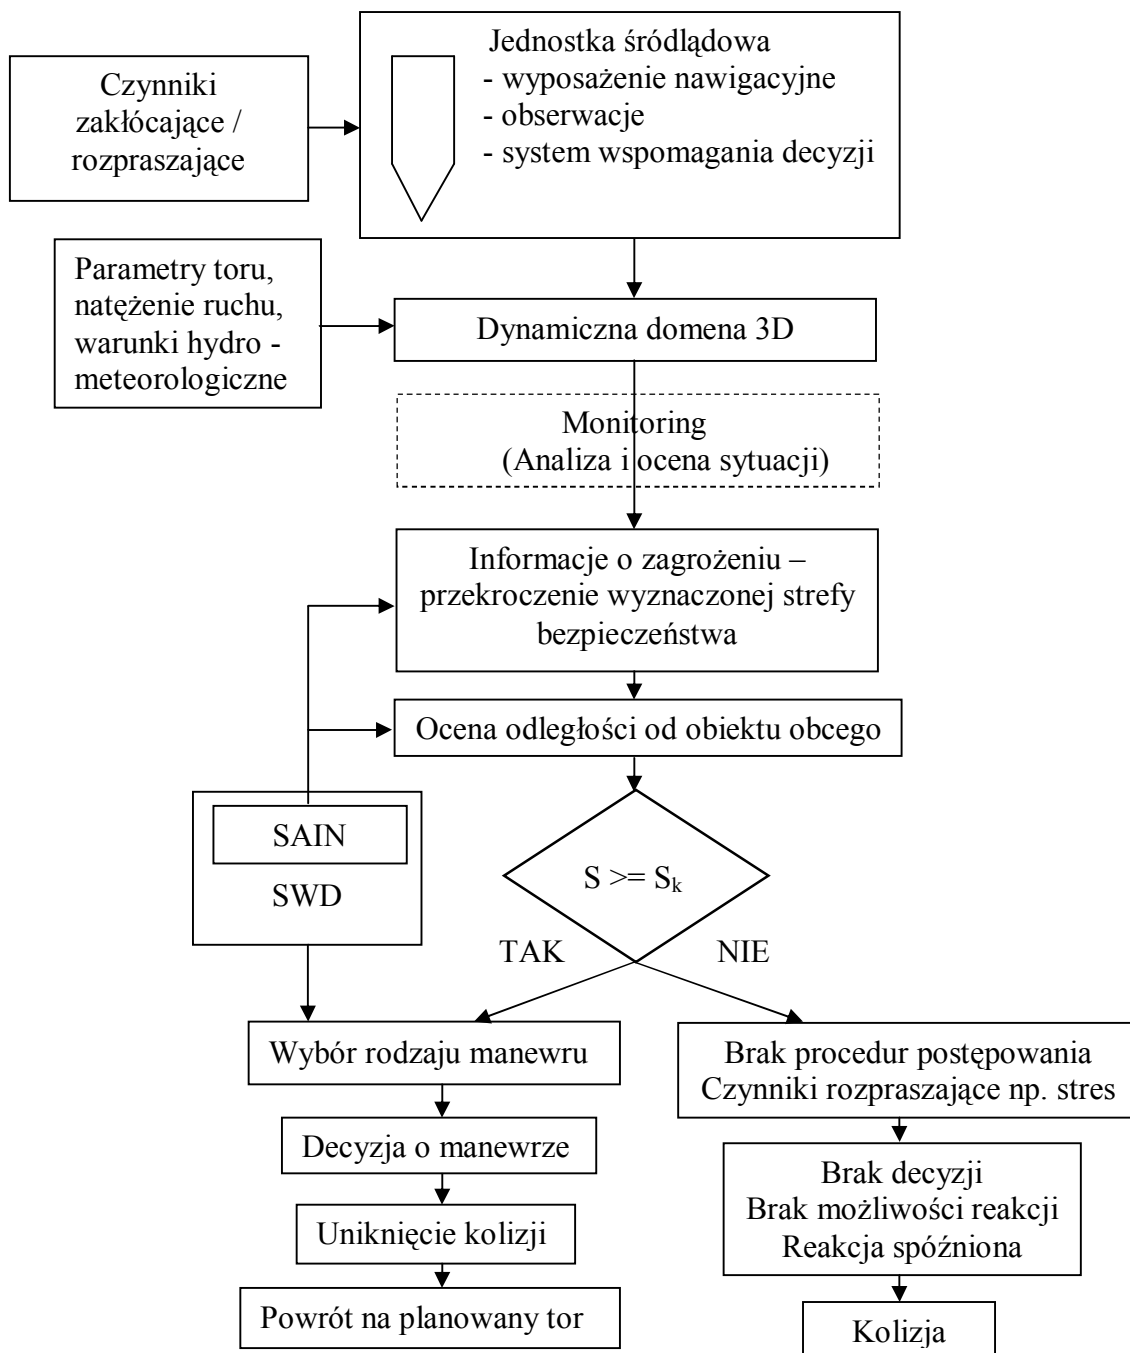 Jednostka śródlądowa
- wyposażenie nawigacyjne
- obserwacje
- system wspomagania decyzji
Czynniki
zakłócające /
rozpraszające
Parametry toru,
natężenie ruchu,
warunki hydro -
meteorologiczne
Dynamiczna domena 3D
Monitoring
(Analiza i ocena sytuacji)
Informacje o zagrożeniu –
przekroczenie wyznaczonej strefy
bezpieczeństwa
Ocena odległości od obiektu obcego
SAIN
SWD
S >= Sk
TAK
NIE
Wybór rodzaju manewru
Decyzja o manewrze
Uniknięcie kolizji
Powrót na planowany tor
Brak procedur postępowania
Czynniki rozpraszające np. stres
Brak decyzji
Brak możliwości reakcji
Reakcja spóźniona
Kolizja